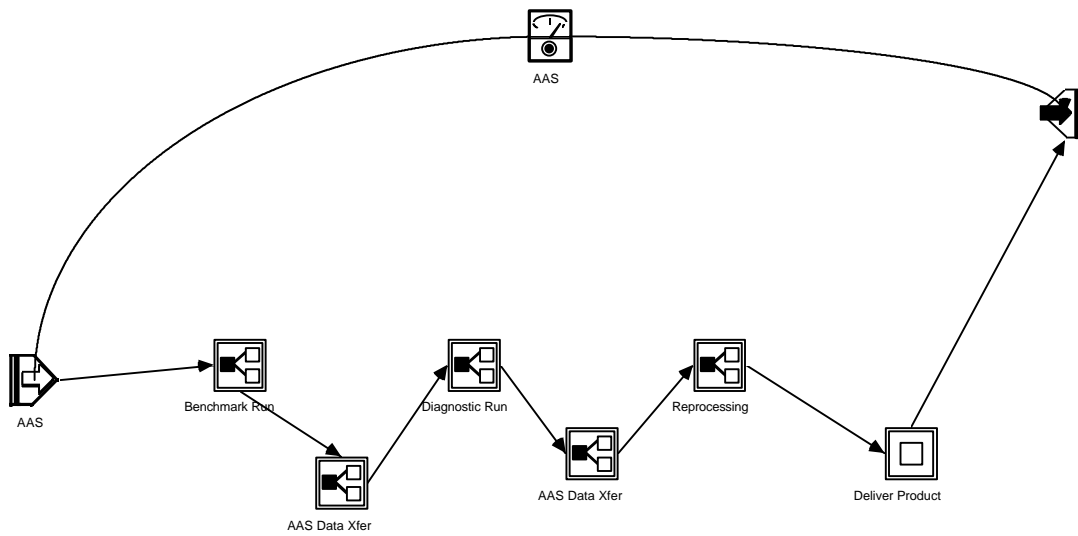 AAS
AAS
Benchmark Run
Diagnostic Run
Reprocessing
AAS Data Xfer
AAS Data Xfer
Deliver Product